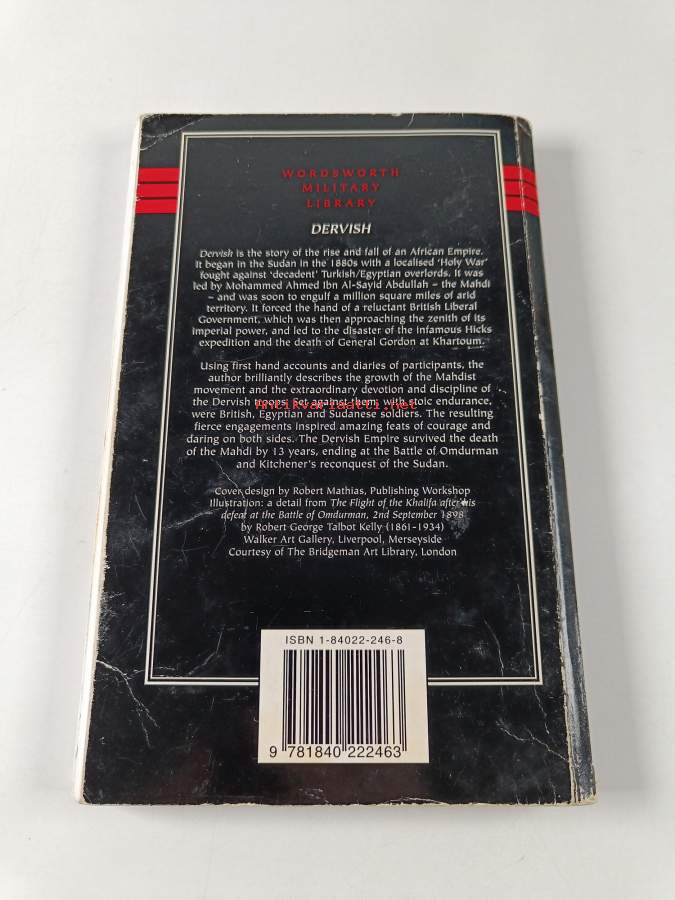 WORDSWORTH
MILITARY
LIBRARY
DERVISH
Dervish is the story of the rise and fall of an African Empire.
It began in the Sudan in the 1880s with a localised 'Holy War'
fought against 'decadent' Turkish/Egyptian overlords. It was
led by Mohammed Ahmed Ibn Al-Sayid Abdullah – the Mahdi
– and was soon to engulf a million square miles of arid
territory. It forced the hand of a reluctant British Liberal
Government, which was then approaching the zenith of its
imperial power, and led to the disaster of the infamous Hicks
expedition and the death of General Gordon at Khartoum.
Using first hand accounts and diaries of participants, the
author brilliantly describes the growth of the Mahdist
movement and the extraordinary devotion and discipline of
the Dervish troops. Set against them, with stoic endurance,
Antikvariaatti.net
were British, Egyptian and Sudanese soldiers. The resulting
fierce engagements inspired amazing feats of courage and
daring on both sides. The Dervish Empire survived the death
of the Mahdi by 13 years, ending at the Battle of Omdurman
and Kitchener's reconquest of the Sudan.
Cover design by Robert Mathias, Publishing Workshop
Illustration: a detail from The Flight of the Khalifa after his
defeat at the Battle of Omdurman, 2nd September 1898
by Robert George Talbot Kelly (1861-1934)
Walker Art Gallery, Liverpool, Merseyside
Courtesy of The Bridgeman Art Library, London
ISBN 1-84022-246-8
9 781840 222463